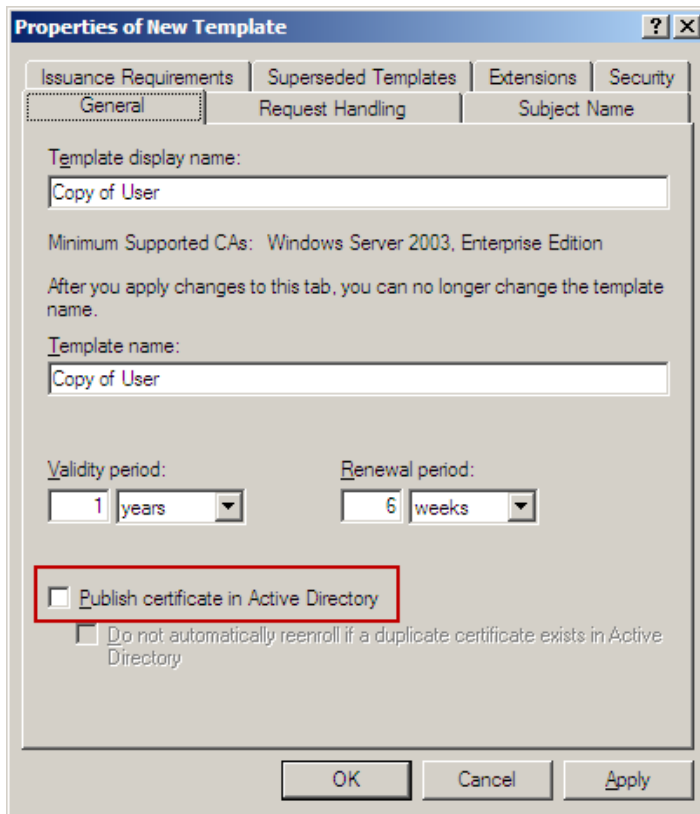 Properties of New Template
Issuance Requirements Superseded Templates Extensions Security
General Request Handling Subject Name
Template display name:
Copy of User
Minimum Supported CAs: Windows Server 2003, Enterprise Edition
After you apply changes to this tab, you can no longer change the template
name.
Template name:
Copy of User
Validity period: Renewal period:
1 years 6 weeks
Publish certificate in Active Directory
Do not automatically reenroll if a duplicate certificate exists in Active
Directory
OK Cancel Apply